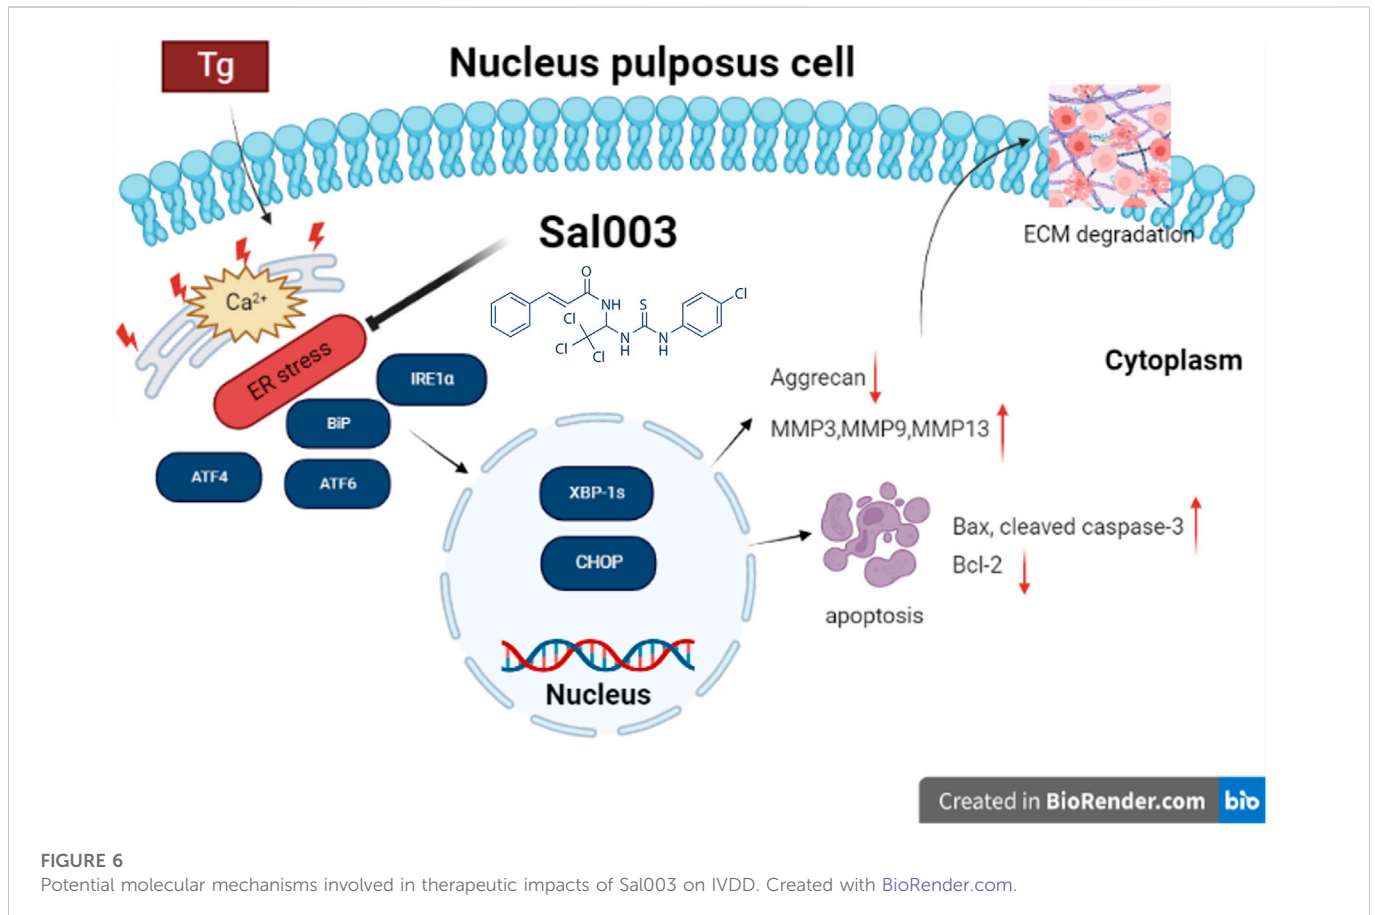 Tg
Nucleus pulposus cell
ECM degradation
Sal003
Ca²⁺
ER stress
O
NH
S
Cl
Cl
Cl
Cl
N
H
N
H
Cytoplasm
IRE1α
BiP
ATF4
ATF6
Aggrecan
MMP3,MMP9,MMP13
XBP-1s
CHOP
Nucleus
Bax, cleaved caspase-3
Bcl-2
apoptosis
Created in BioRender.com bio
FIGURE 6
Potential molecular mechanisms involved in therapeutic impacts of Sal003 on IVDD. Created with BioRender.com.